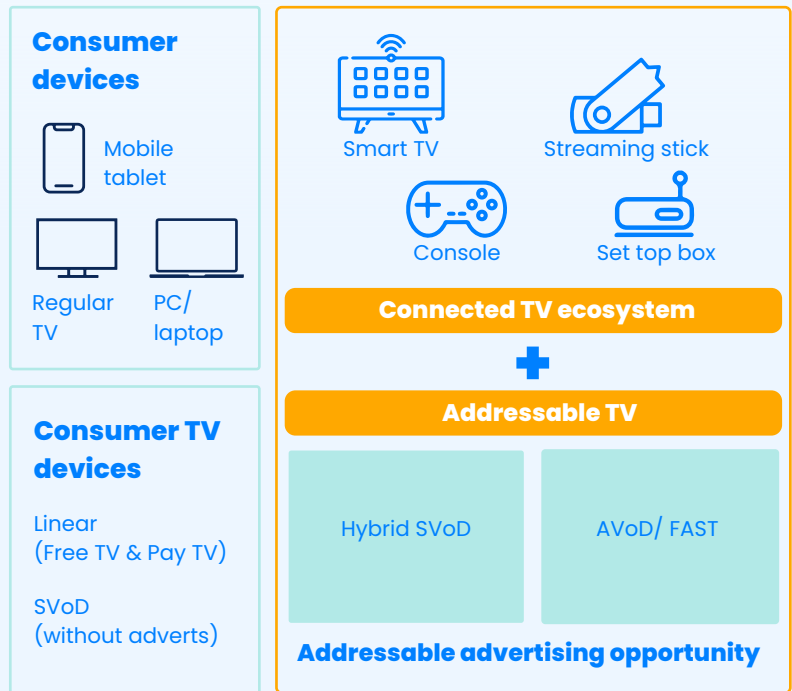 Consumer
devices
Mobile
tablet
Regular
TV
PC/
laptop
Consumer TV
devices
Linear
(Free TV & Pay TV)
SVoD
(without adverts)
Smart TV
Streaming stick
Console
Set top box
Connected TV ecosystem
Addressable TV
Hybrid SVoD
AVoD/ FAST
Addressable advertising opportunity